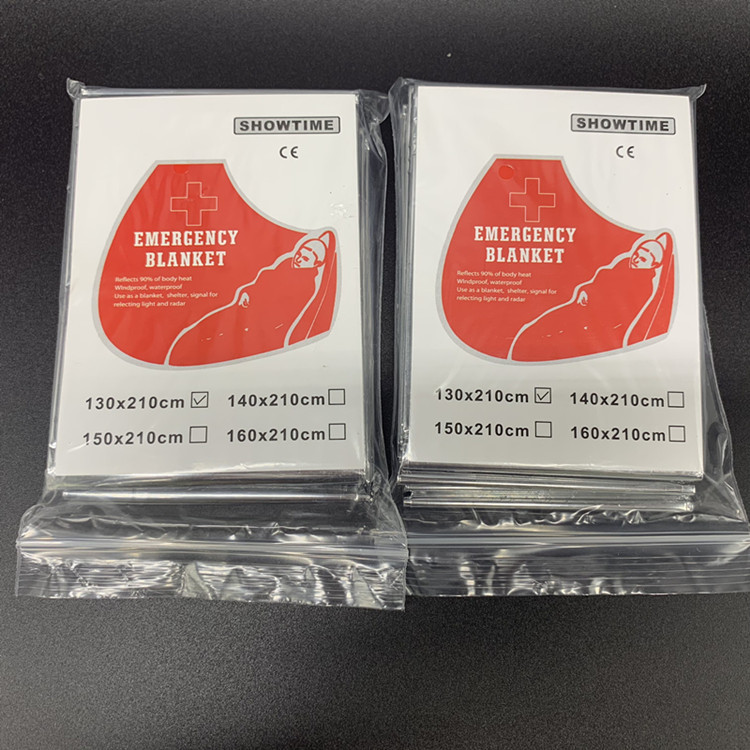 SHOWTIME
CE
EMERGENCY
BLANKET
Reflects 90% of body heat
Windproof, waterproof
Use as a blanket, shelter, signal for
relecting light and radar
130x210cm
140x210cm
150x210cm
160x210cm
SHOWTIME
CE
EMERGENCY
BLANKET
Reflects 90% of body heat
Windproof, waterproof
Use as a blanket, shelter, signal for
relecting light and radar
130x210cm
140x210cm
150x210cm
160x210cm